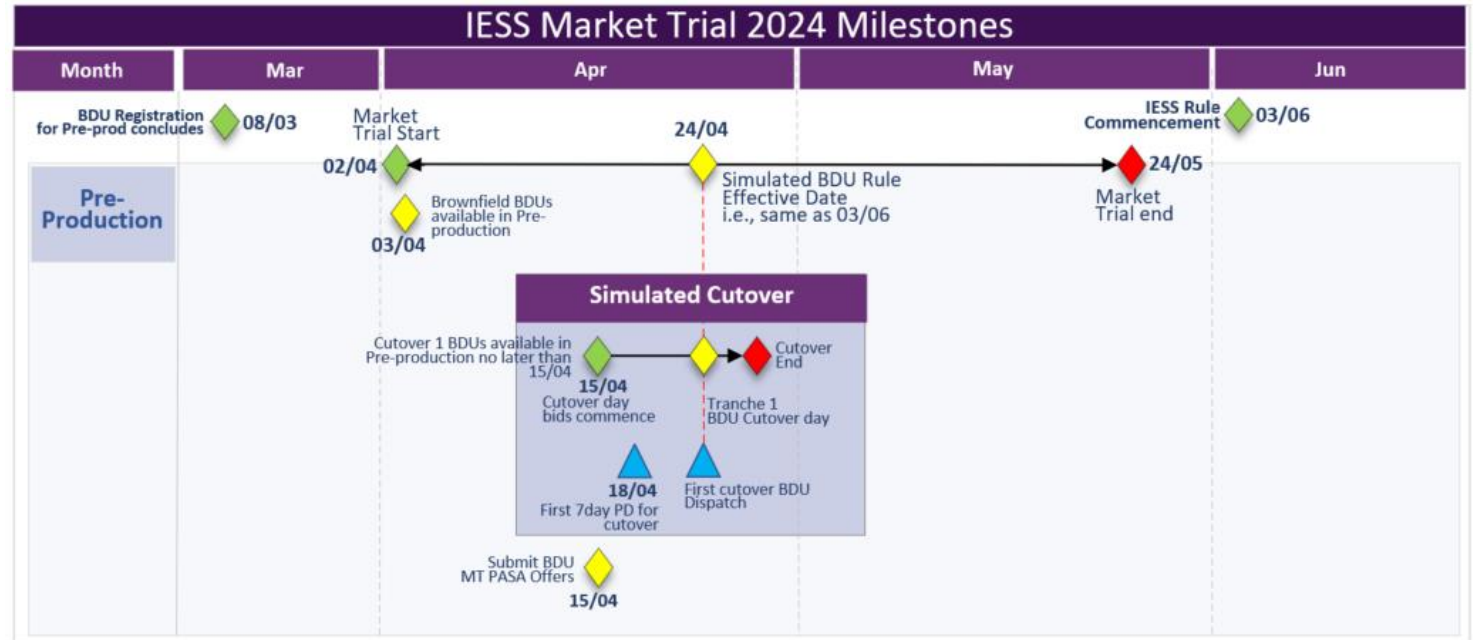 IESS Market Trial 2024 Milestones
Month
Mar
Apr
May
Jun
BDU Registration
for Pre-prod concludes
08/03
Market
Trial Start
02/04
24/04
IESS Rule
Commencement
03/06
24/05
Market
Trial end
Simulated BDU Rule
Effective Date
i.e., same as 03/06
Pre-
Production
Brownfield BDUs
available in Pre-
production
03/04
Simulated Cutover
Cutover 1 BDUs available in
Pre-production no later than
15/04
15/04
Cutover day
bids commence
Cutover
End
Tranche 1
BDU Cutover day
18/04
First 7day PD for
cutover
First cutover BDU
Dispatch
Submit BDU
MT PASA Offers
15/04